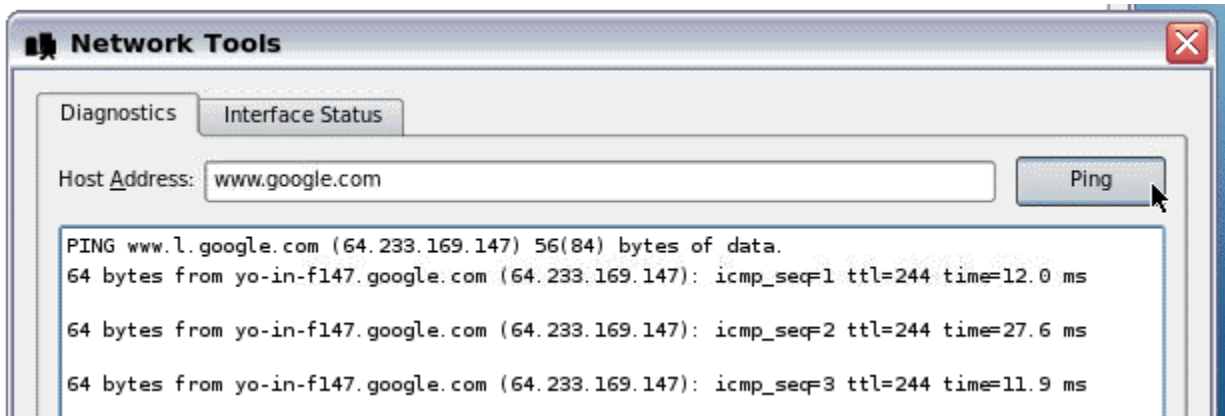 Network Tools
Diagnostics Interface Status
Host Address: www.google.com Ping
PING www.l.google.com (64.233.169.147) 56(84) bytes of data.
64 bytes from yo-in-f147.google.com (64.233.169.147): icmp_seq=1 ttl=244 time=12.0 ms
64 bytes from yo-in-f147.google.com (64.233.169.147): icmp_seq=2 ttl=244 time=27.6 ms
64 bytes from yo-in-f147.google.com (64.233.169.147): icmp_seq=3 ttl=244 time=11.9 ms